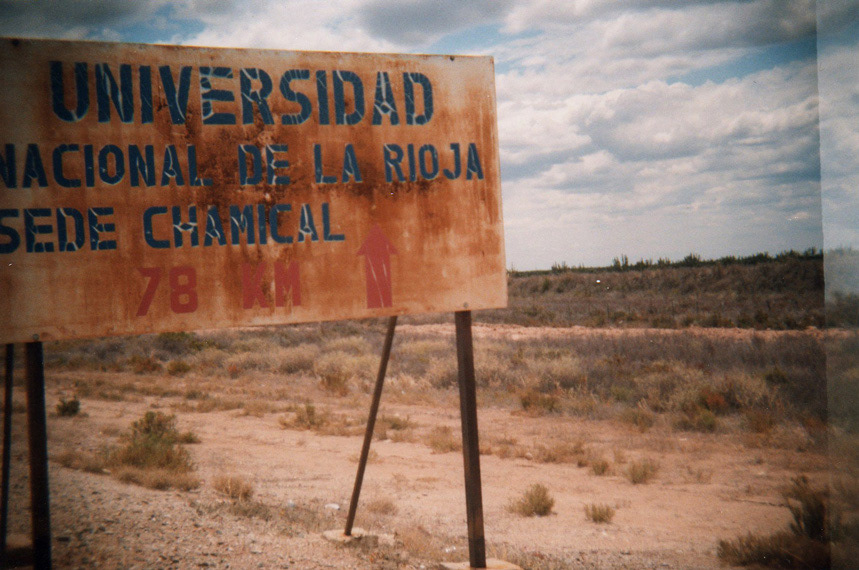 UNIVERSIDAD
NACIONAL DE LA RIOJA
SEDE CHAMICAL
78 KM